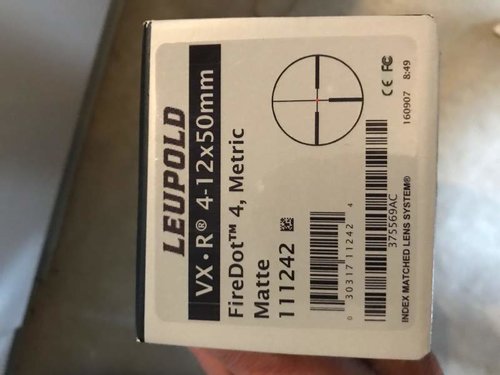 LEUPOLD
VX•R® 4-12x50mm
FireDot™ 4, Metric
Matte
111242
0 30317 11242 4
375569AC
INDEX MATCHED LENS SYSTEM®
CE FC
160907 8:49